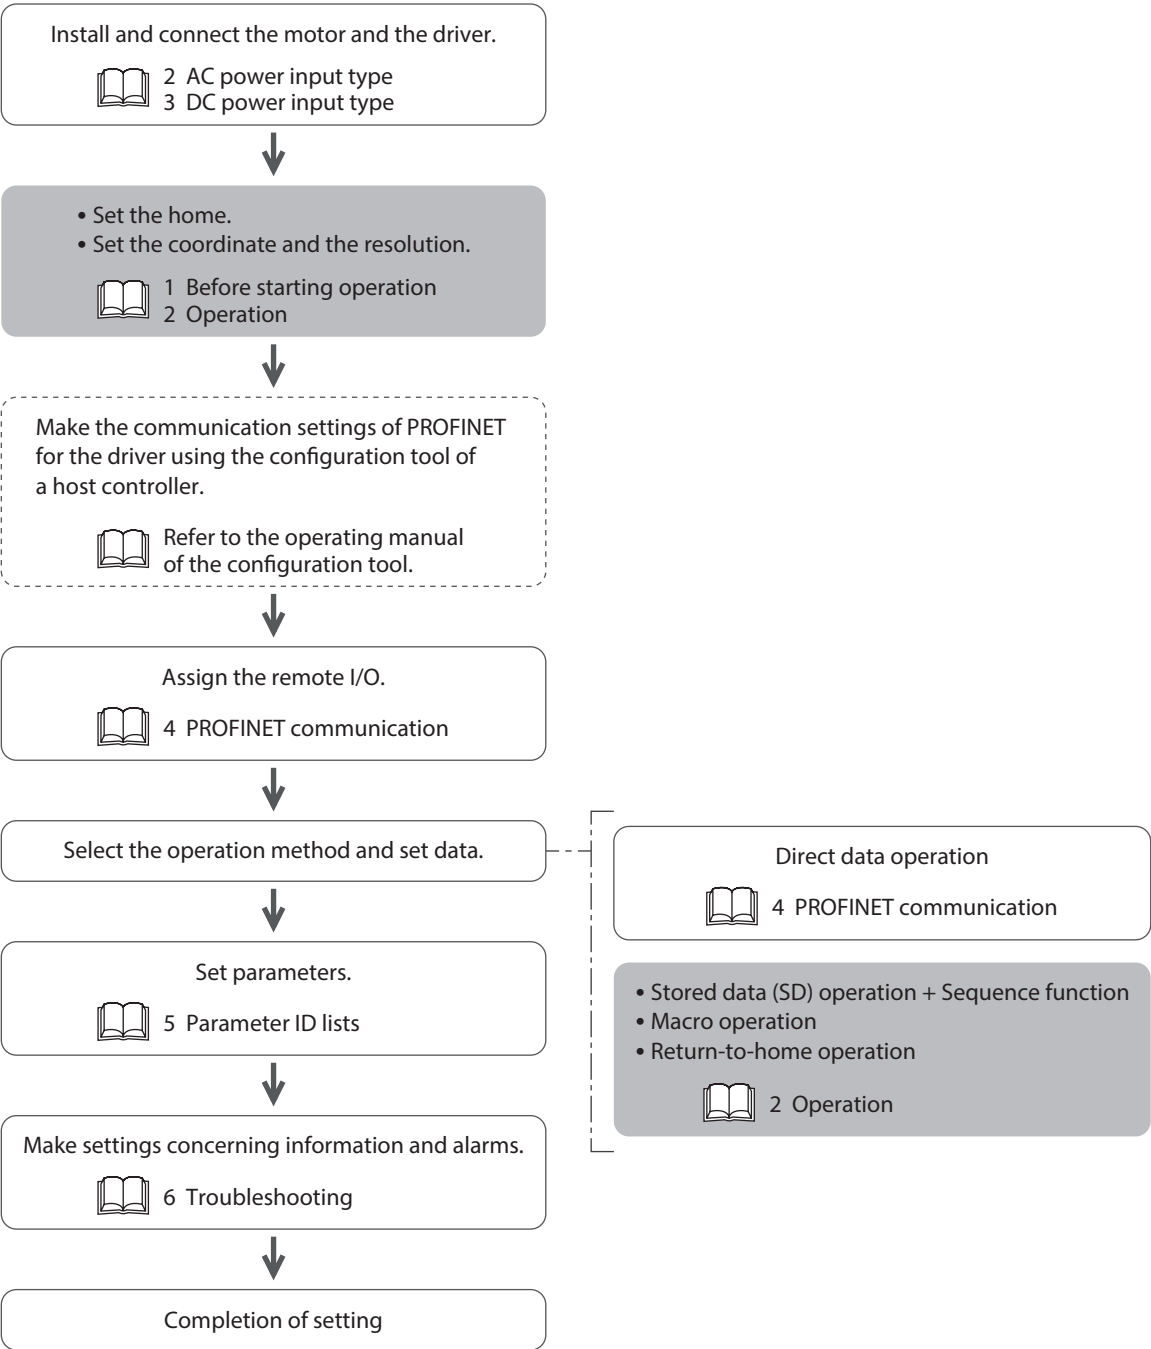 Install and connect the motor and the driver.
2 AC power input type
3 DC power input type
• Set the home.
• Set the coordinate and the resolution.
1 Before starting operation
2 Operation
Make the communication settings of PROFINET
for the driver using the configuration tool of
a host controller.
Refer to the operating manual
of the configuration tool.
Assign the remote I/O.
4 PROFINET communication
Select the operation method and set data.
Direct data operation
4 PROFINET communication
• Stored data (SD) operation + Sequence function
• Macro operation
• Return-to-home operation
2 Operation
Set parameters.
5 Parameter ID lists
Make settings concerning information and alarms.
6 Troubleshooting
Completion of setting